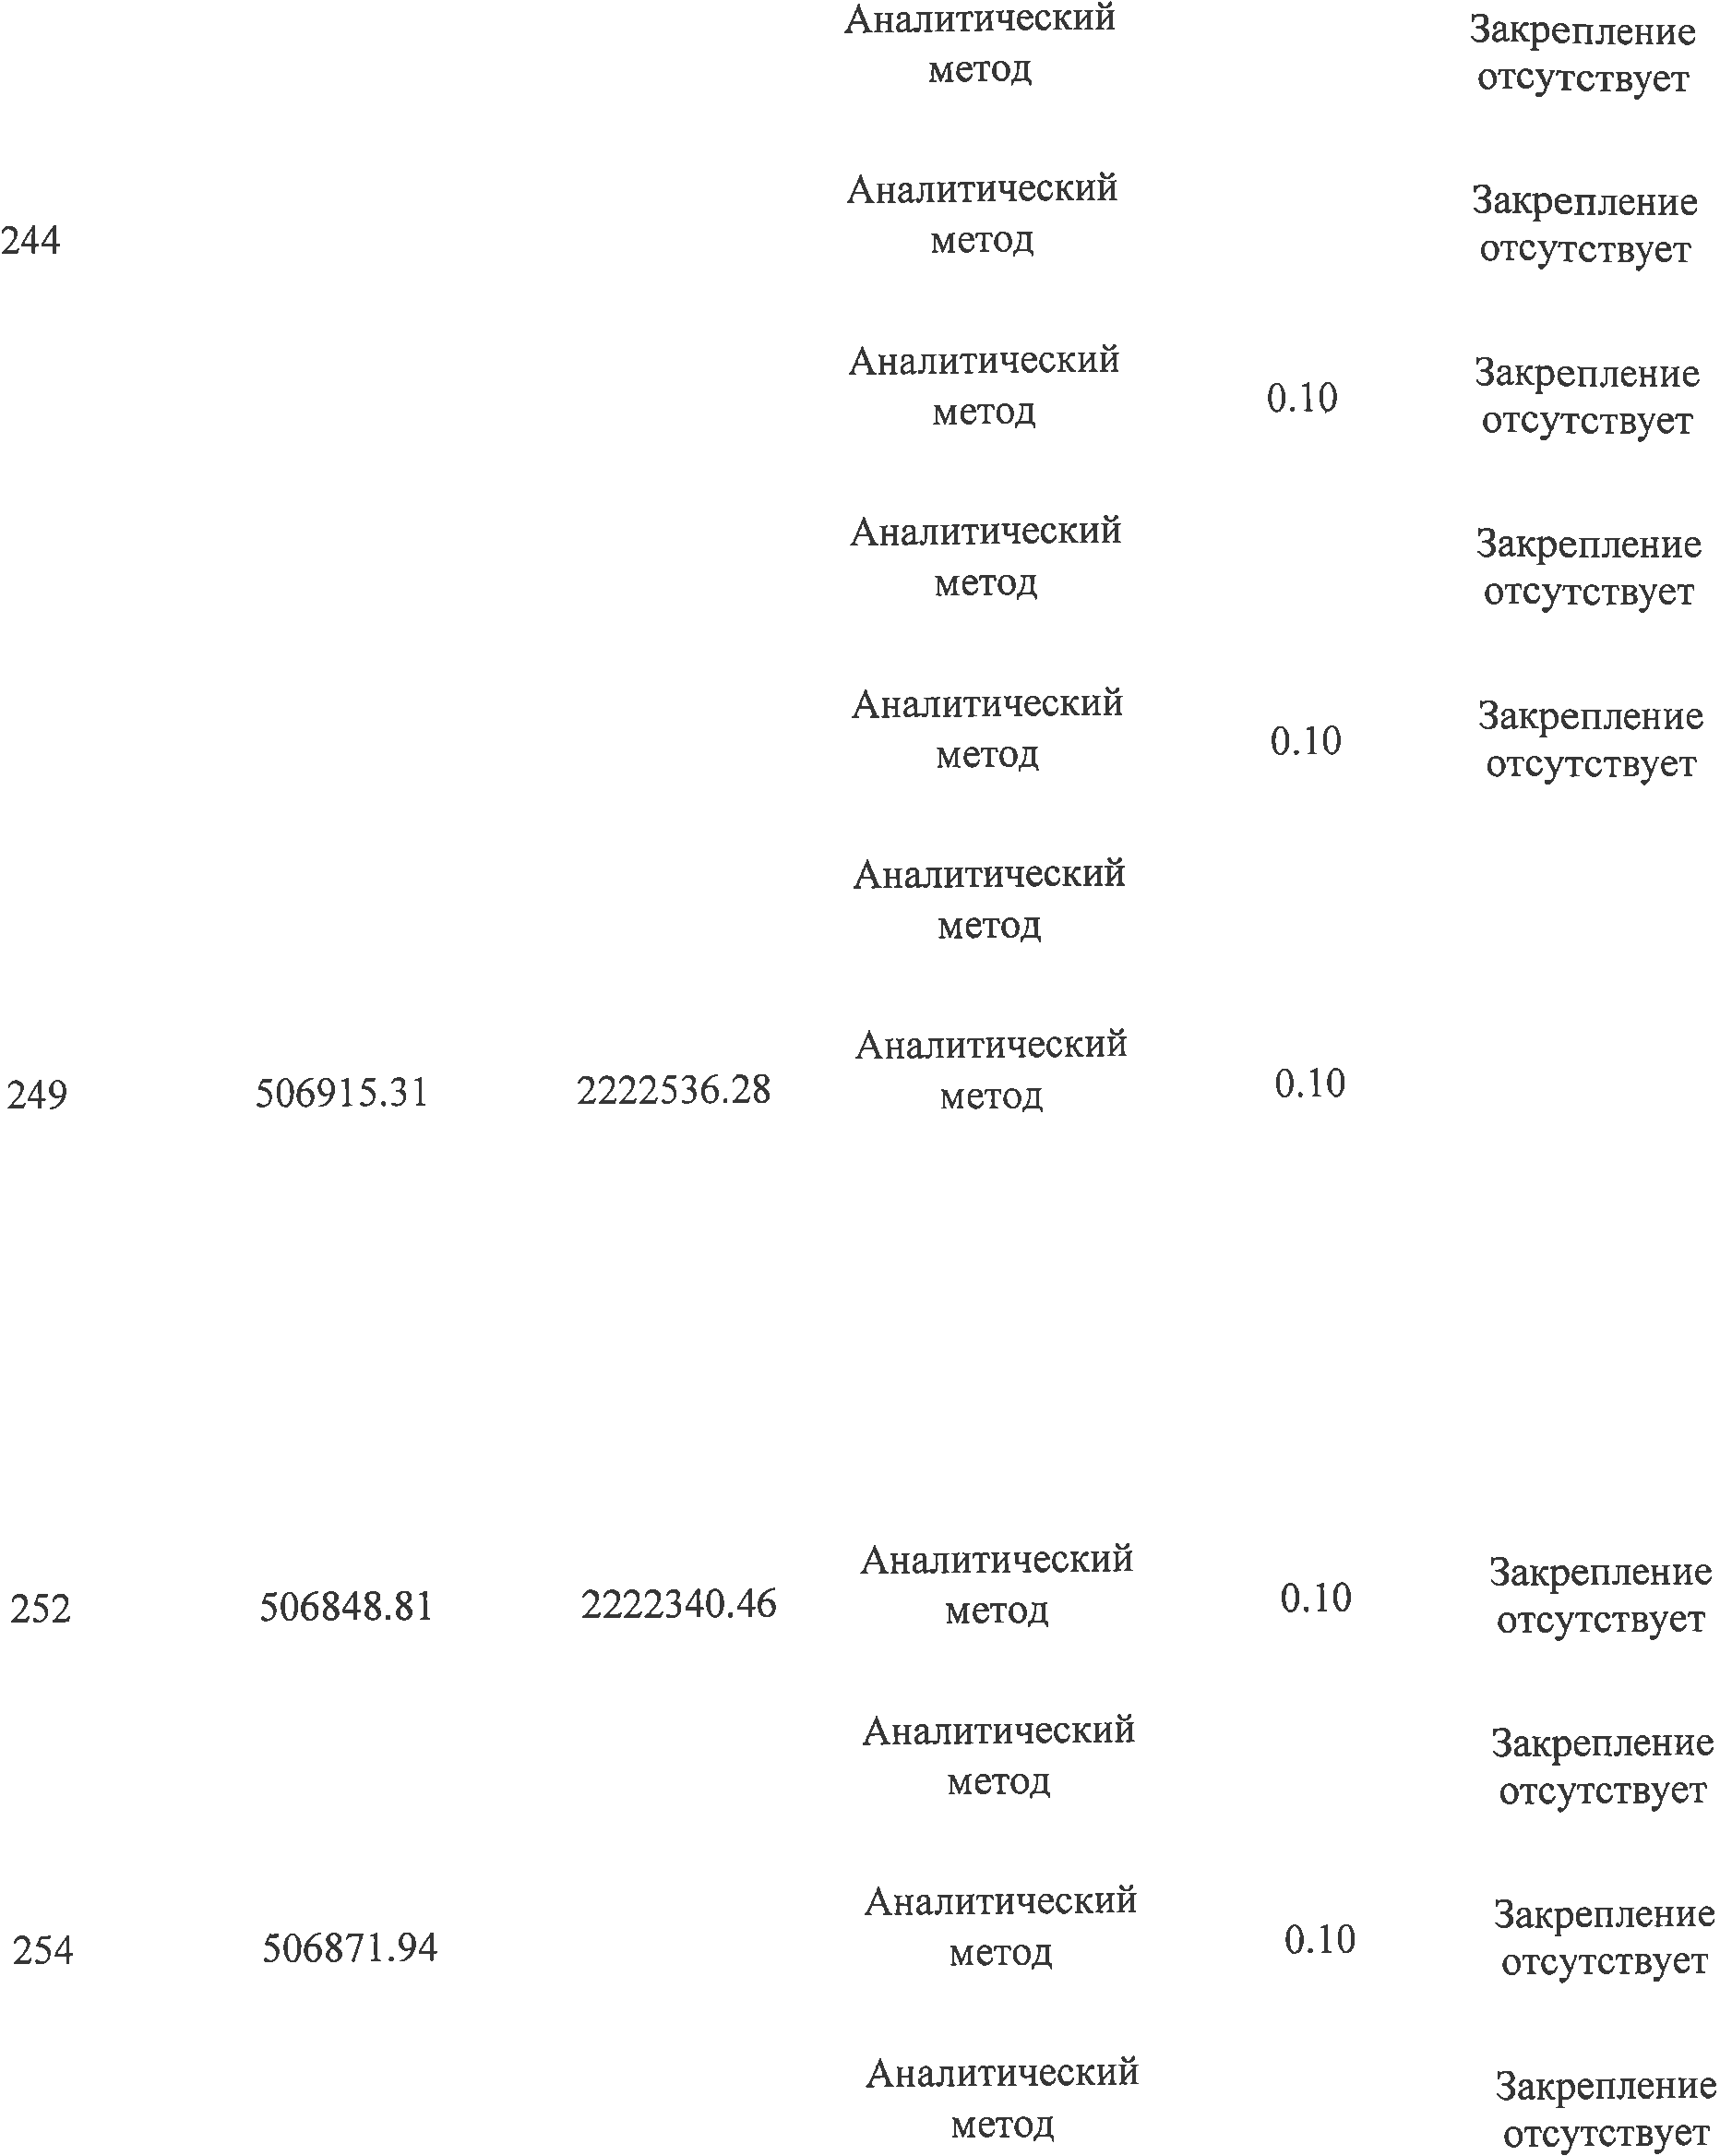 Аналитический метод Закрепление отсутствует
244 Аналитический метод Закрепление отсутствует
Аналитический метод 0.10 Закрепление отсутствует
Аналитический метод Закрепление отсутствует
Аналитический метод 0.10 Закрепление отсутствует
Аналитический метод
249 506915.31 2222536.28 Аналитический метод 0.10
252 506848.81 2222340.46 Аналитический метод 0.10 Закрепление отсутствует
Аналитический метод Закрепление отсутствует
254 506871.94 Аналитический метод 0.10 Закрепление отсутствует
Аналитический метод Закрепление отсутствует